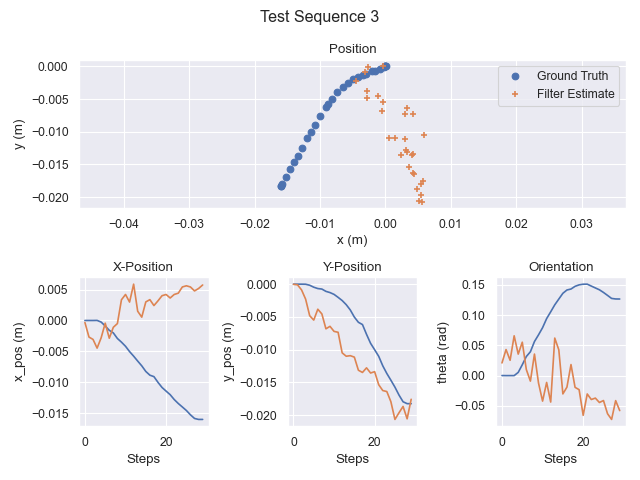 Test Sequence 3
Position
y (m)
0.000
−0.005
−0.010
−0.015
−0.020
Ground Truth
Filter Estimate
−0.04 −0.03 −0.02 −0.01 0.00 0.01 0.02 0.03
x (m)
X-Position
x_pos (m)
0.005
0.000
−0.005
−0.010
−0.015
0 20
Steps
Y-Position
y_pos (m)
0.000
−0.005
−0.010
−0.015
−0.020
0 20
Steps
Orientation
theta (rad)
0.15
0.10
0.05
0.00
−0.05
0 20
Steps